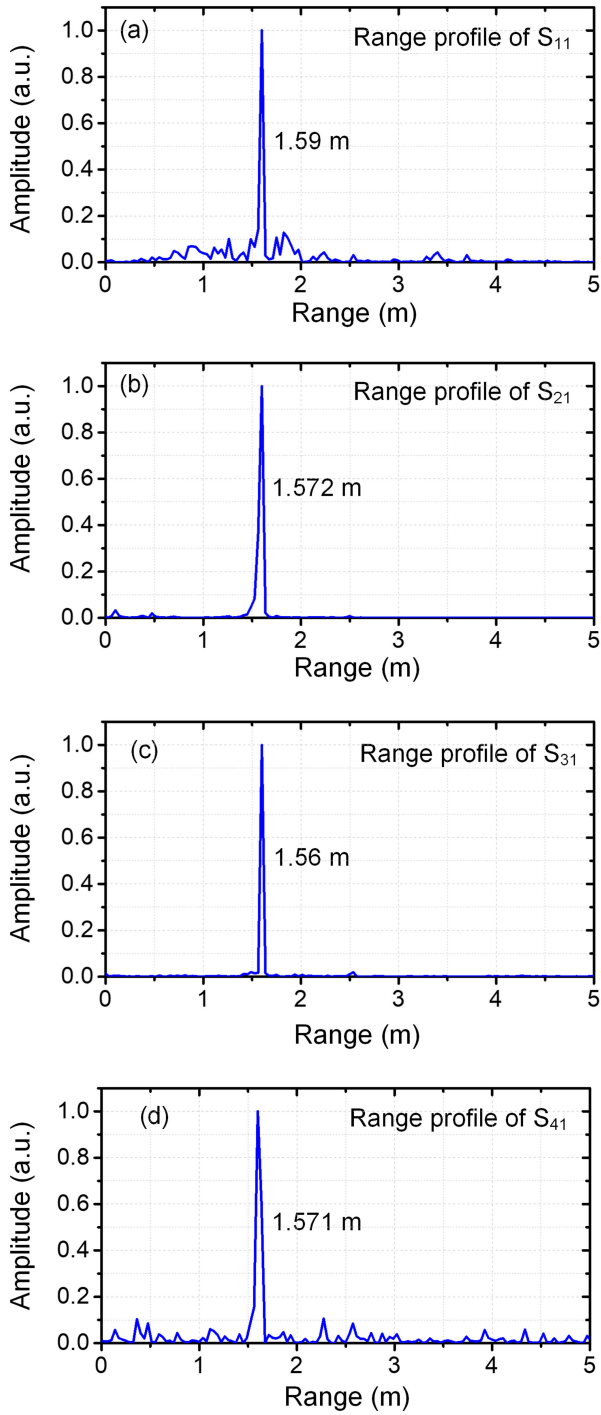 (a)
Range profile of S11
1.59 m
Amplitude (a.u.)
1.0
0.8
0.6
0.4
0.2
0.0
0 1 2 3 4 5
Range (m)
(b)
Range profile of S21
1.572 m
Amplitude (a.u.)
1.0
0.8
0.6
0.4
0.2
0.0
0 1 2 3 4 5
Range (m)
(c)
Range profile of S31
1.56 m
Amplitude (a.u.)
1.0
0.8
0.6
0.4
0.2
0.0
0 1 2 3 4 5
Range (m)
(d)
Range profile of S41
1.571 m
Amplitude (a.u.)
1.0
0.8
0.6
0.4
0.2
0.0
0 1 2 3 4 5
Range (m)